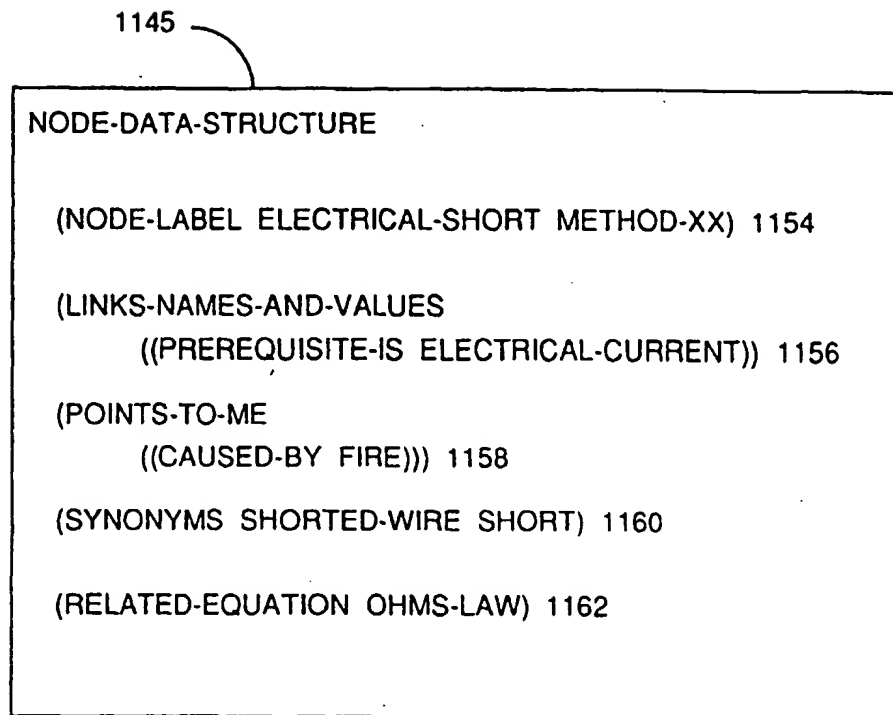 1145
NODE-DATA-STRUCTURE
(NODE-LABEL ELECTRICAL-SHORT METHOD-XX) 1154
(LINKS-NAMES-AND-VALUES
((PREREQUISITE-IS ELECTRICAL-CURRENT)) 1156
(POINTS-TO-ME
((CAUSED-BY FIRE))) 1158
(SYNONYMS SHORTED-WIRE SHORT) 1160
(RELATED-EQUATION OHMS-LAW) 1162